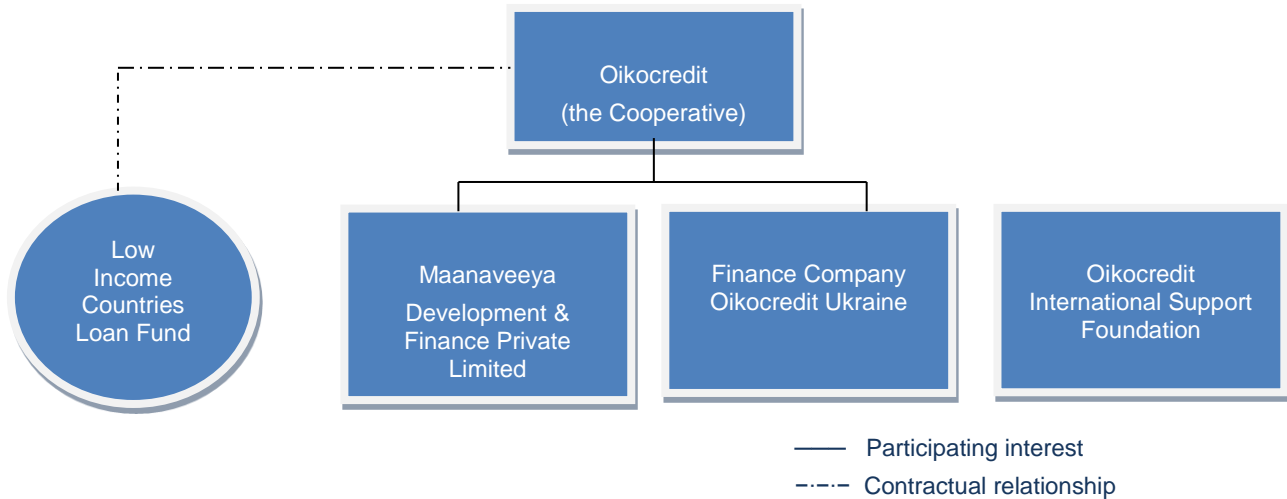 Oikocredit
(the Cooperative)
Low
Income
Countries
Loan Fund
Maanaveeya
Development &
Finance Private
Limited
Finance Company
Oikocredit Ukraine
Oikocredit
International Support
Foundation
Participating interest
Contractual relationship